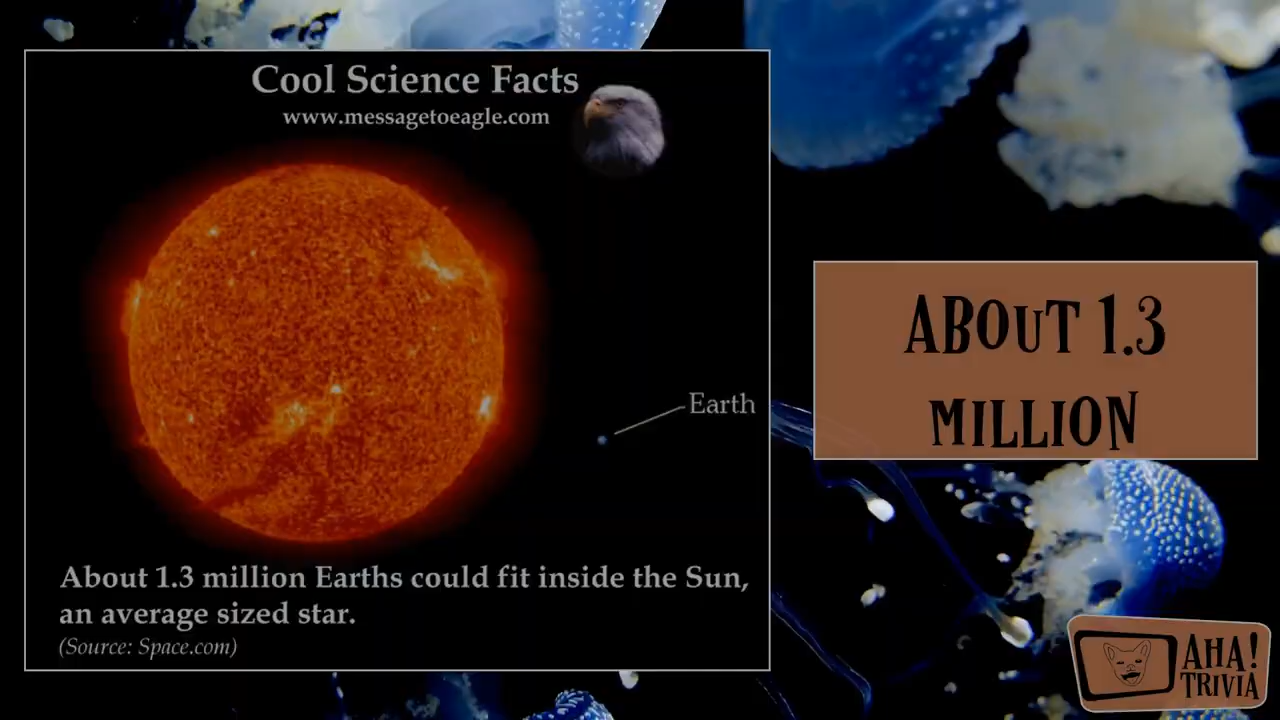 Cool Science Facts
www.messagetoeagle.com
Earth
About 1.3 million Earths could fit inside the Sun,
an average sized star.
(Source: Space.com)
ABOUT 1.3
MILLION
AHA!
TRIVIA